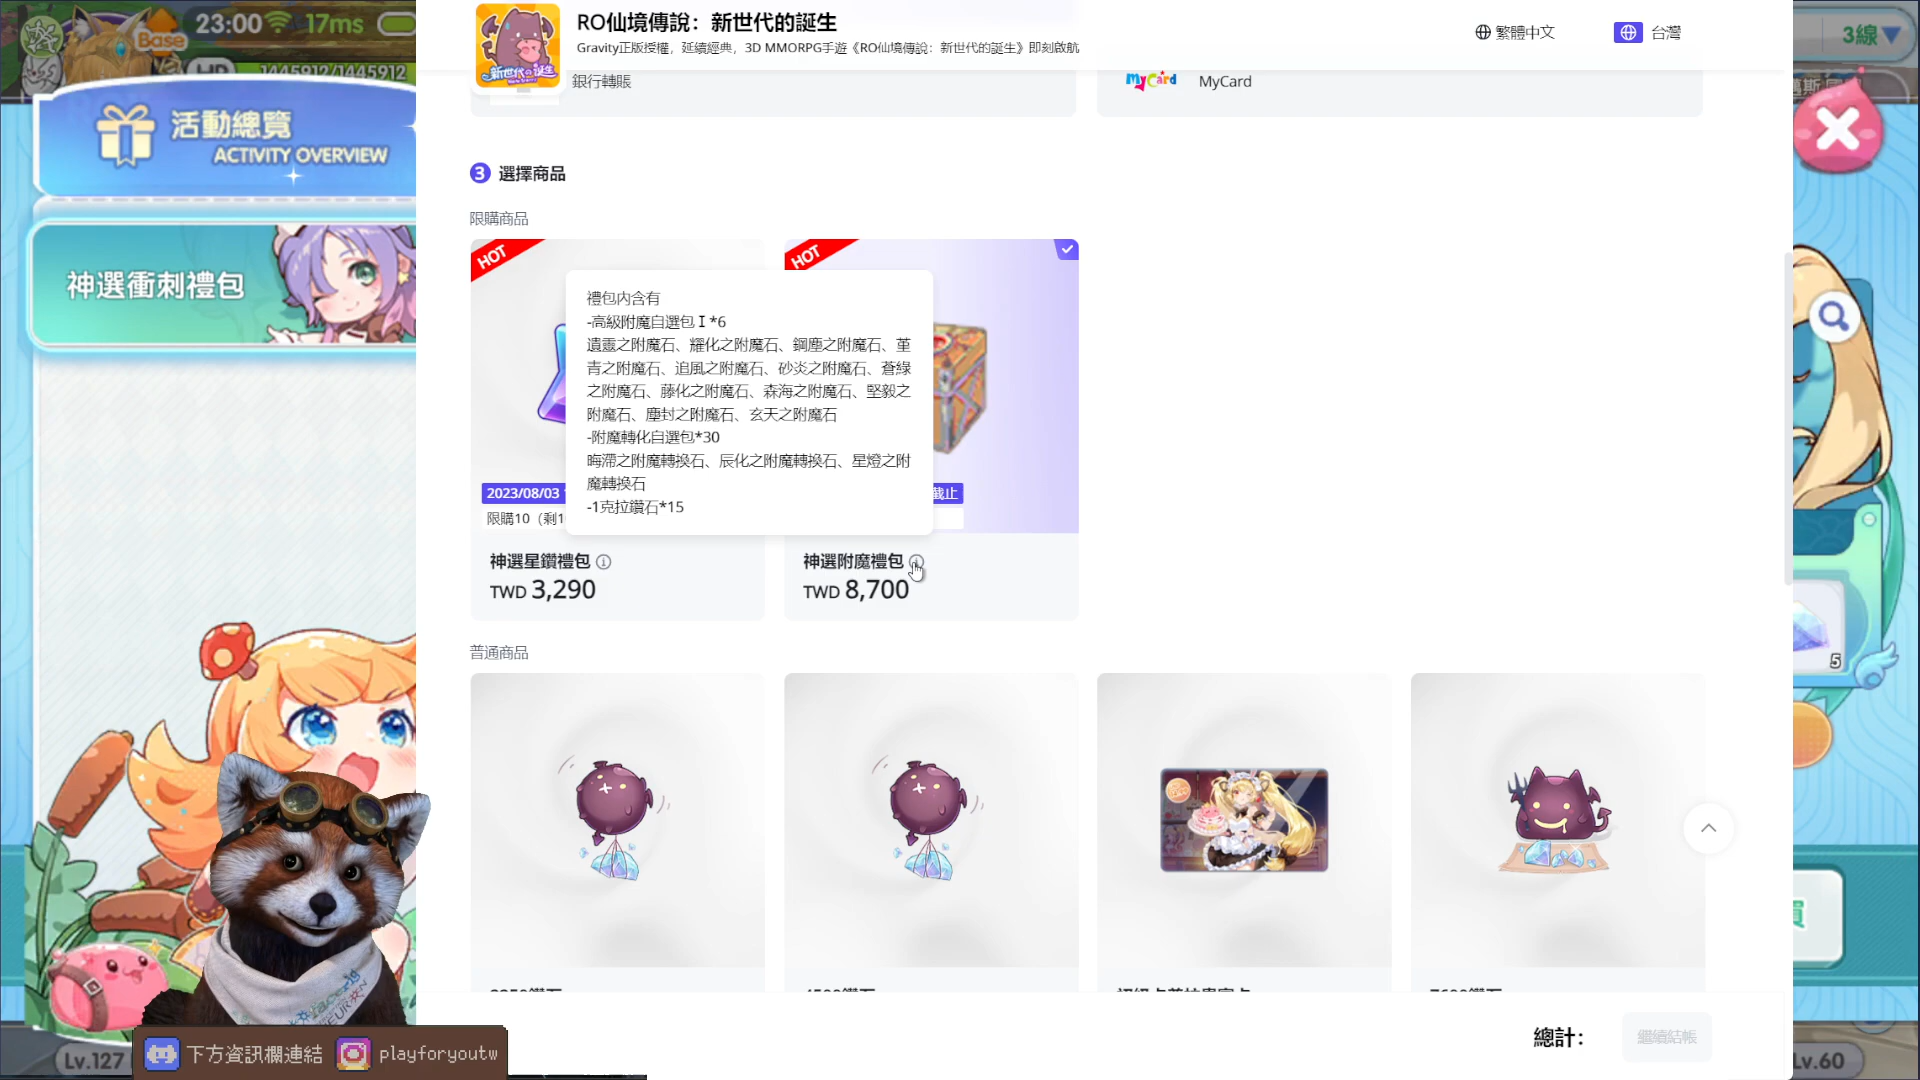 23:00 17ms
Base
HP 1445912/1445912
活動總覽
ACTIVITY OVERVIEW
神選衝刺禮包
RO仙境傳說：新世代的誕生
Gravity正版授權，延續經典，3D MMORPG手遊《RO仙境傳說：新世代的誕生》即刻啟航
新世代の誕生
繁體中文
台灣
3線
銀行轉賬
MyCard
MyCard
3 選擇商品
限購商品
HOT
HOT
禮包內含有
-高級附魔自選包Ｉ*6
遺靈之附魔石、耀化之附魔石、鋼塵之附魔石、堇
青之附魔石、追風之附魔石、砂炎之附魔石、蒼綠
之附魔石、藤化之附魔石、森海之附魔石、堅毅之
附魔石、塵封之附魔石、玄天之附魔石
-附魔轉化自選包*30
晦滯之附魔轉換石、辰化之附魔轉換石、星燈之附
魔轉換石
-1克拉鑽石*15
2023/08/03
截止
限購10（剩1
神選星鑽禮包
TWD 3,290
神選附魔禮包
TWD 8,700
普通商品
5
總計：
繼續結帳
Lv.127
下方資訊欄連結
playforyoutw
Lv.60